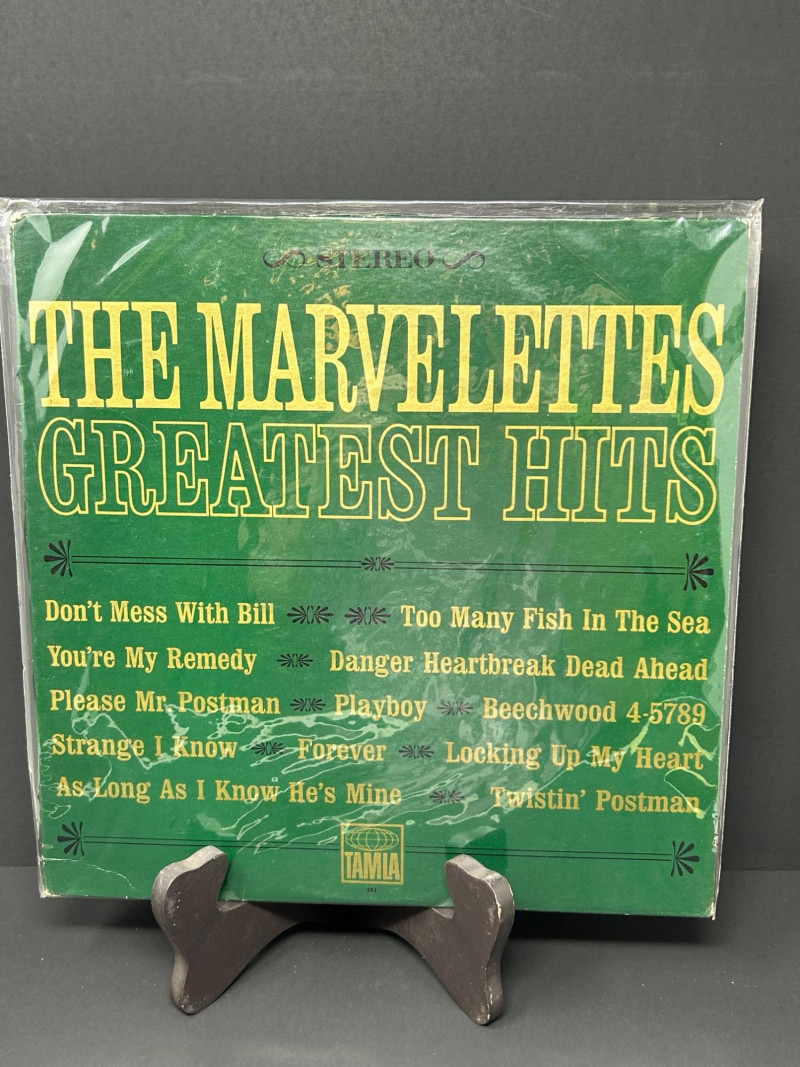 STEREO
THE MARVELETTES
GREATEST HITS
Don't Mess With Bill Too Many Fish In The Sea
You're My Remedy Danger Heartbreak Dead Ahead
Please Mr. Postman Playboy Beechwood 4-5789
Strange I Know Forever Locking Up My Heart
As Long As I Know He's Mine Twistin' Postman
TAMLA